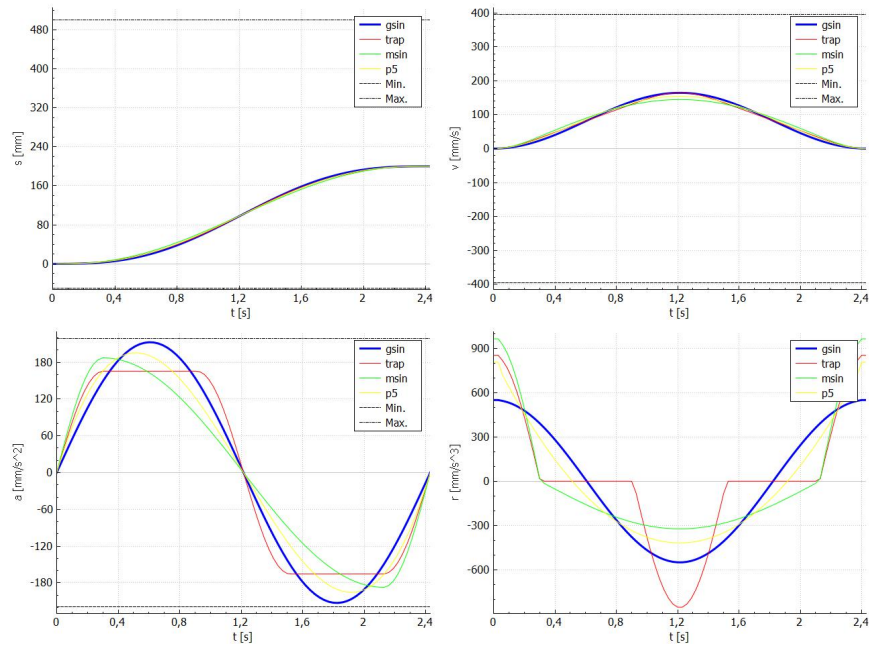 480
400
320
240
160
80
0
s [mm]
0
0,4
0,8
1,2
1,6
2
2,4
t [s]
gsin
trap
msin
p5
Min.
Max.
400
300
200
100
0
-100
-200
-300
-400
v [mm/s]
0
0,4
0,8
1,2
1,6
2
2,4
t [s]
gsin
trap
msin
p5
Min.
Max.
180
120
60
0
-60
-120
-180
a [mm/s^2]
0
0,4
0,8
1,2
1,6
2
2,4
t [s]
gsin
trap
msin
p5
Min.
Max.
900
600
300
0
-300
-600
r [mm/s^3]
0
0,4
0,8
1,2
1,6
2
2,4
t [s]
gsin
trap
msin
p5